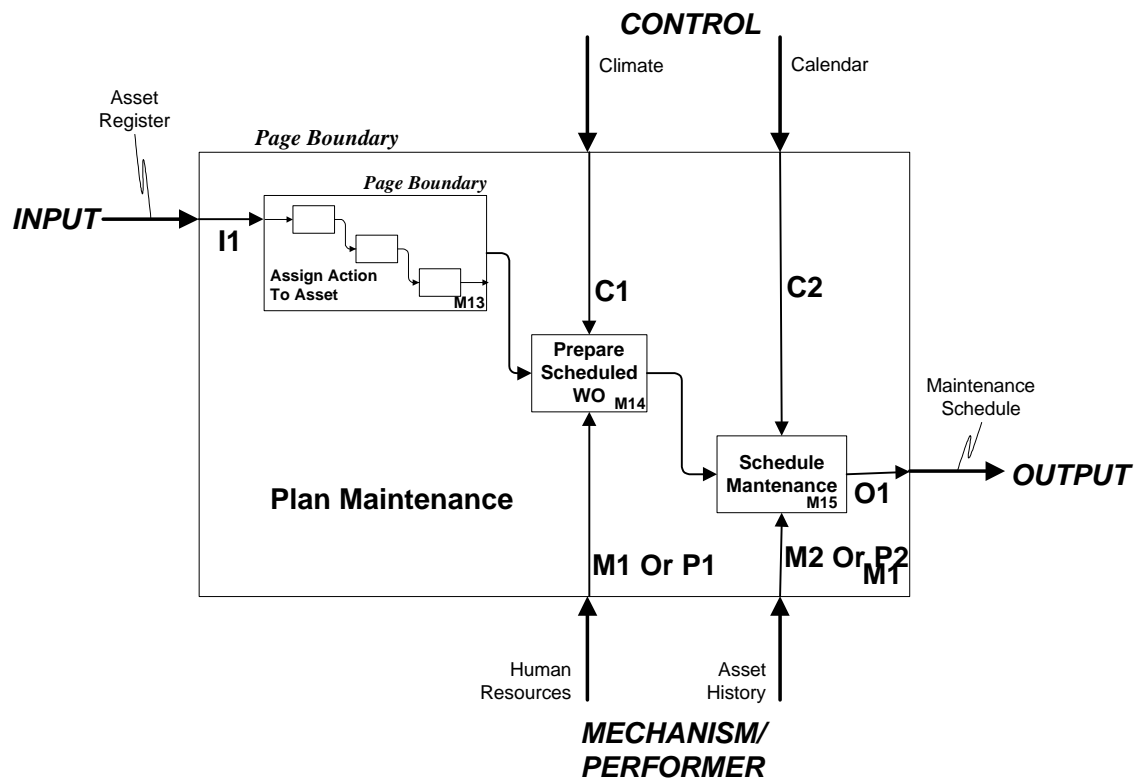 CONTROL
Climate
Calendar
Asset
Register
Page Boundary
Page Boundary
INPUT
I1
Assign Action
To Asset
M13
C1
C2
Prepare
Scheduled
WO
M14
Maintenance
Schedule
Schedule
Mantenance
M15
O1
OUTPUT
Plan Maintenance
M1 Or P1
M2 Or P2
M1
Human
Resources
Asset
History
MECHANISM/
PERFORMER